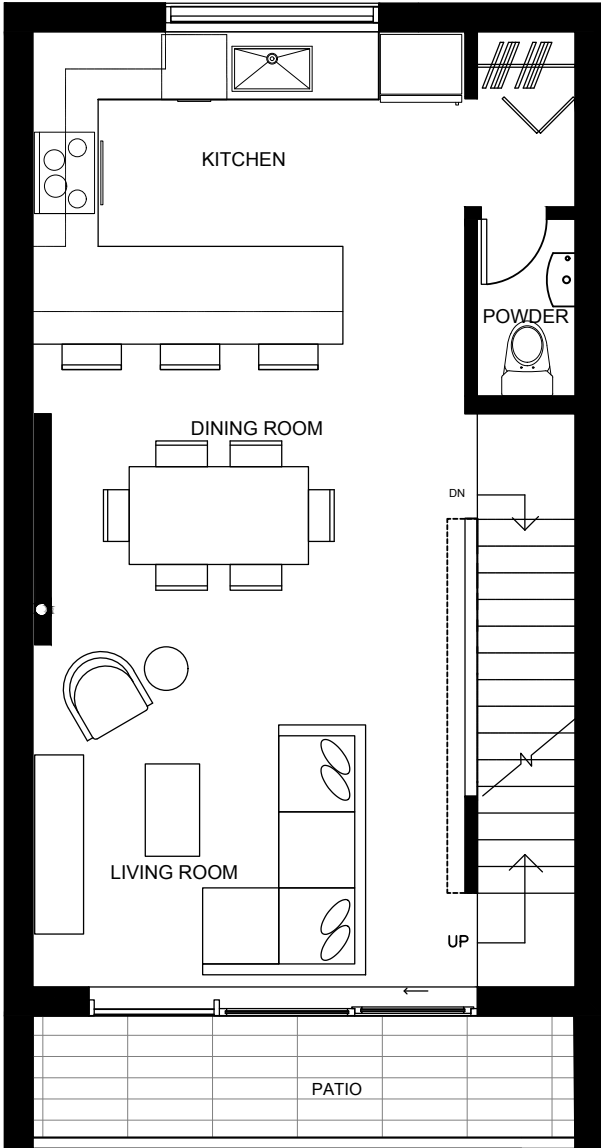 KITCHEN
POWDER
DINING ROOM
DN
LIVING ROOM
UP
PATIO